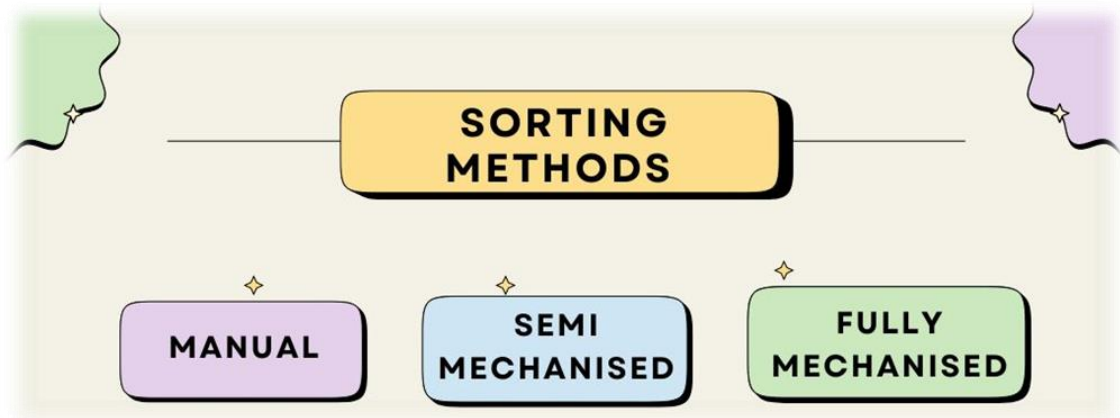 SORTING
METHODS
MANUAL
SEMI
MECHANISED
FULLY
MECHANISED